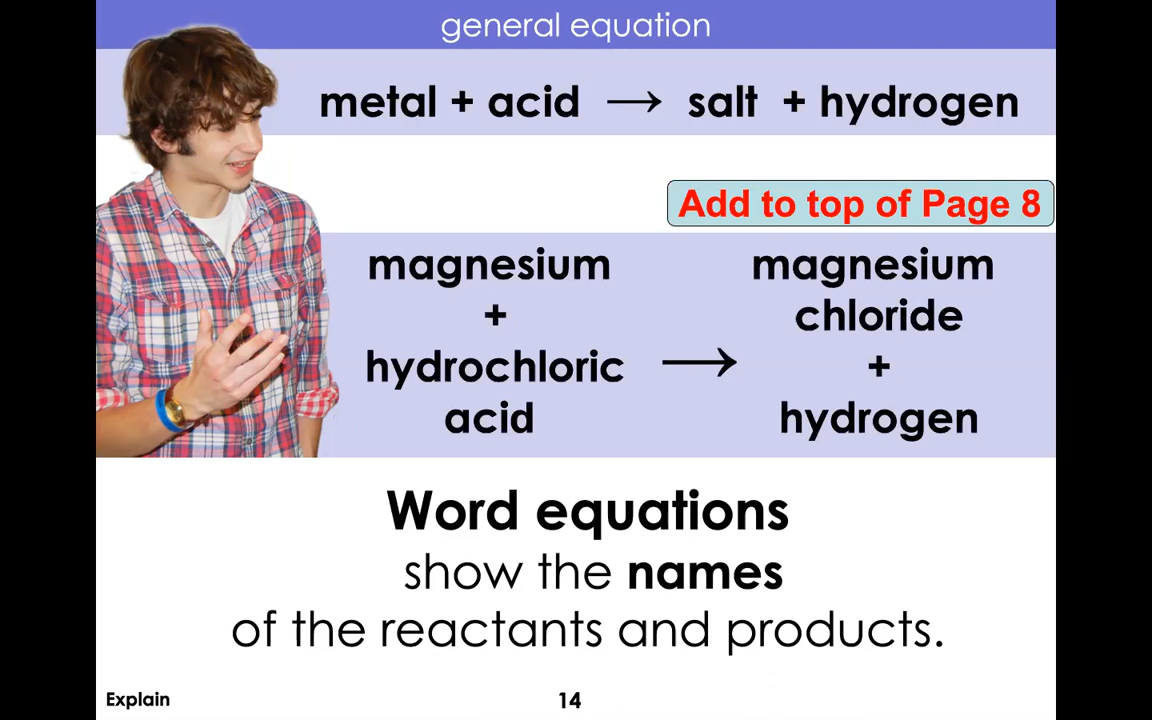 general equation
metal + acid → salt + hydrogen
Add to top of Page 8
magnesium
+
hydrochloric
acid
→
magnesium
chloride
+
hydrogen
Word equations
show the names
of the reactants and products.
Explain
14